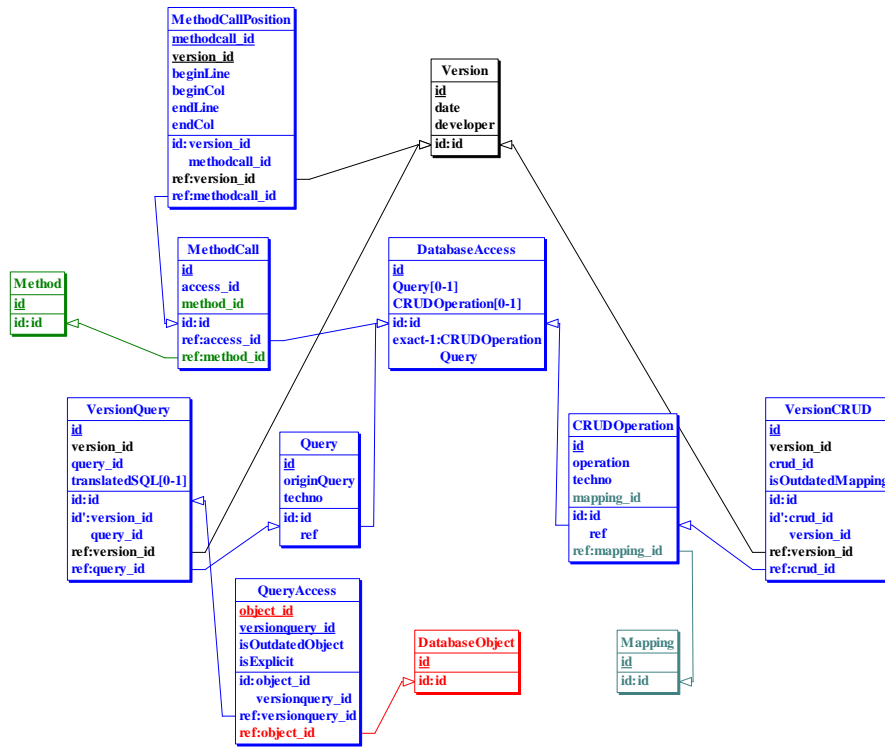 MethodCallPosition
methodcall_id
version_id
beginLine
beginCol
endLine
endCol
id: version_id
methodcall_id
ref:version_id
ref:methodcall_id
Version
id
date
developer
id:id
MethodCall
id
access_id
method_id
id:id
ref:access_id
ref:method_id
DatabaseAccess
id
Query[0-1]
CRUDOperation[0-1]
id:id
exact-1:CRUDOperation
Query
Method
id
id:id
VersionQuery
id
version_id
query_id
translatedSQL[0-1]
id:id
id':version_id
query_id
ref:version_id
ref:query_id
Query
id
originQuery
techno
id:id
ref
CRUDOperation
id
operation
techno
mapping_id
id:id
ref
ref:mapping_id
VersionCRUD
id
version_id
crud_id
isOutdatedMapping
id:id
id':crud_id
version_id
ref:version_id
ref:crud_id
QueryAccess
object_id
versionquery_id
isOutdatedObject
isExplicit
id:object_id
versionquery_id
ref:versionquery_id
ref:object_id
DatabaseObject
id
id:id
Mapping
id
id:id